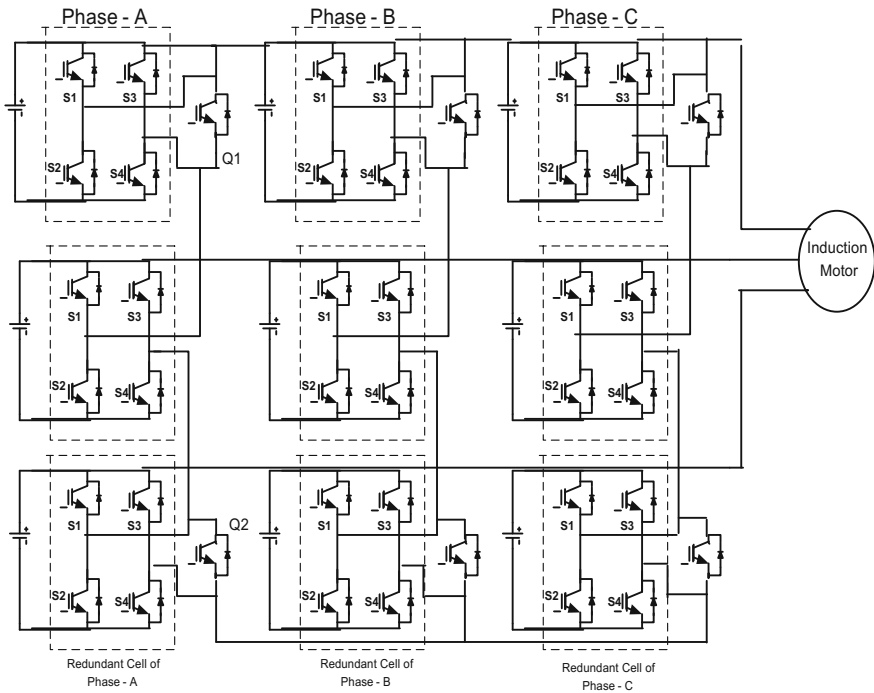 Phase - A
Phase - B
Phase - C
S1
S3
S2
S4
Q1
S1
S3
S2
S4
S1
S3
S2
S4
Induction
Motor
S1
S3
S2
S4
S1
S3
S2
S4
S1
S3
S2
S4
S1
S3
S2
S4
Q2
S1
S3
S2
S4
S1
S3
S2
S4
Redundant Cell of
Phase - A
Redundant Cell of
Phase - B
Redundant Cell of
Phase - C